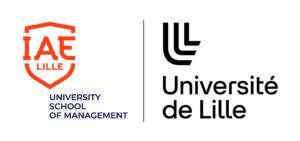 IAE
LILLE
UNIVERSITY
SCHOOL
OF MANAGEMENT
Université
de Lille